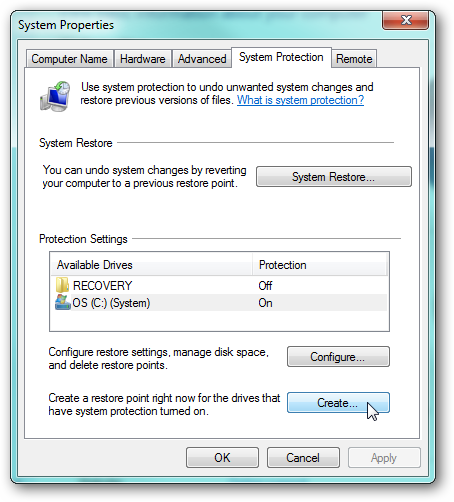 System Properties
Computer Name Hardware Advanced System Protection Remote
Use system protection to undo unwanted system changes and
restore previous versions of files. What is system protection?
System Restore
You can undo system changes by reverting
your computer to a previous restore point.
System Restore...
Protection Settings
Available Drives Protection
RECOVERY Off
OS (C:) (System) On
Configure restore settings, manage disk space,
and delete restore points.
Configure...
Create a restore point right now for the drives that
have system protection turned on.
Create...
OK Cancel Apply